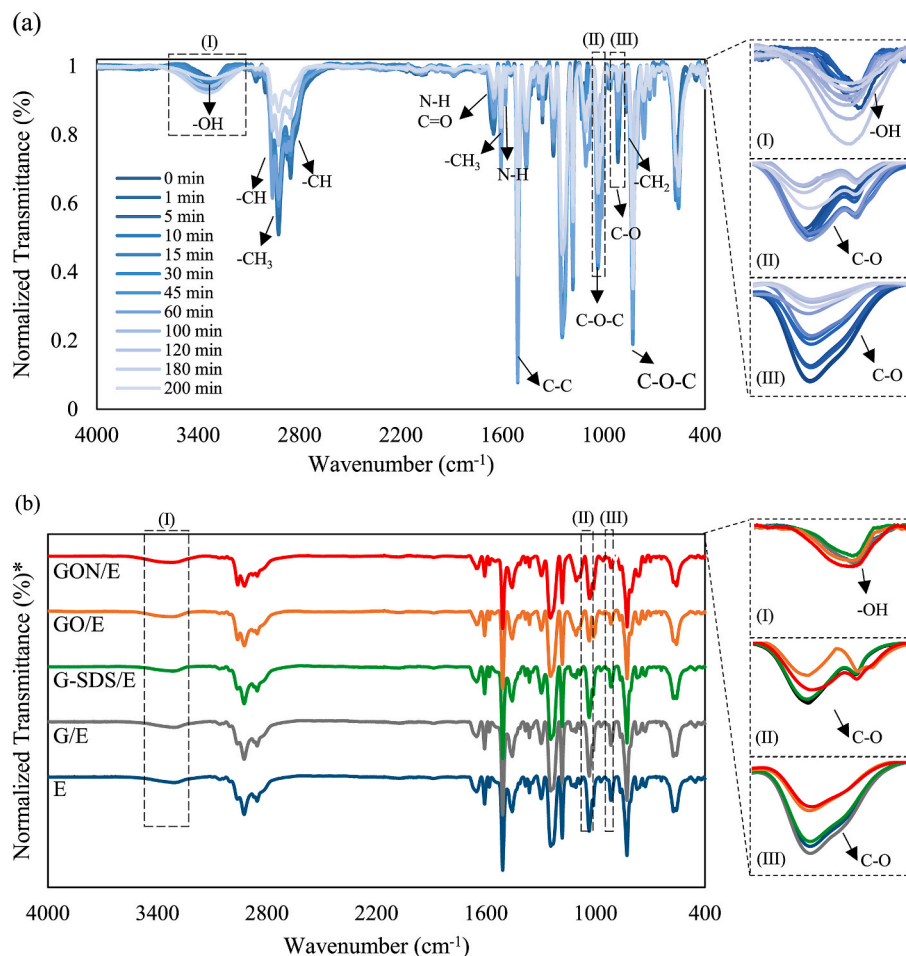 (a)
(I)
(II)
(III)
Normalized Transmittance (%)
1
0.8
0.6
0.4
0.2
0
-OH
N-H
C=O
-CH₃
N-H
-CH
-CH
-CH₃
-CH₂
C-O
C-O-C
C-C
C-O-C
0 min
1 min
5 min
10 min
15 min
30 min
45 min
60 min
100 min
120 min
180 min
200 min
4000 3400 2800 2200 1600 1000 400
Wavenumber (cm⁻¹)
-OH
(I)
(II)
C-O
(III)
C-O
(b)
(I)
(II)
(III)
Normalized Transmittance (%)*
GON/E
GO/E
G-SDS/E
G/E
E
4000 3400 2800 2200 1600 1000 400
Wavenumber (cm⁻¹)
-OH
(I)
(II)
C-O
(III)
C-O